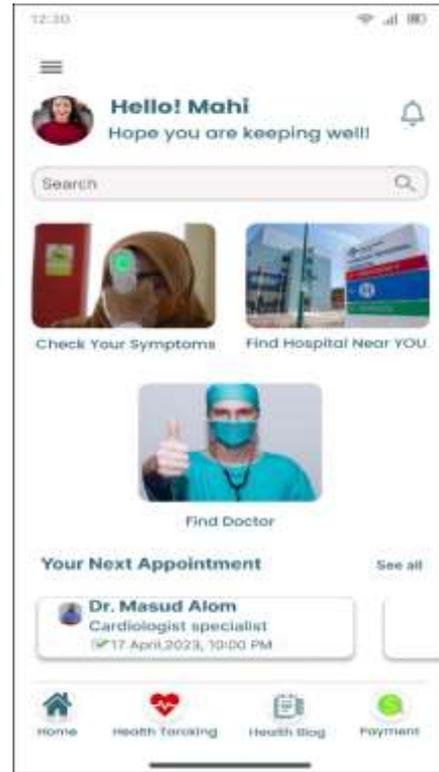 12:30
Hello! Mahi
Hope you are keeping well!
Search
Check Your Symptoms
Find Hospital Near YOU
Find Doctor
Your Next Appointment
See all
Dr. Masud Alom
Cardiologist specialist
17 April,2023, 10:00 PM
Home
Health Taroking
Health Blog
Payment